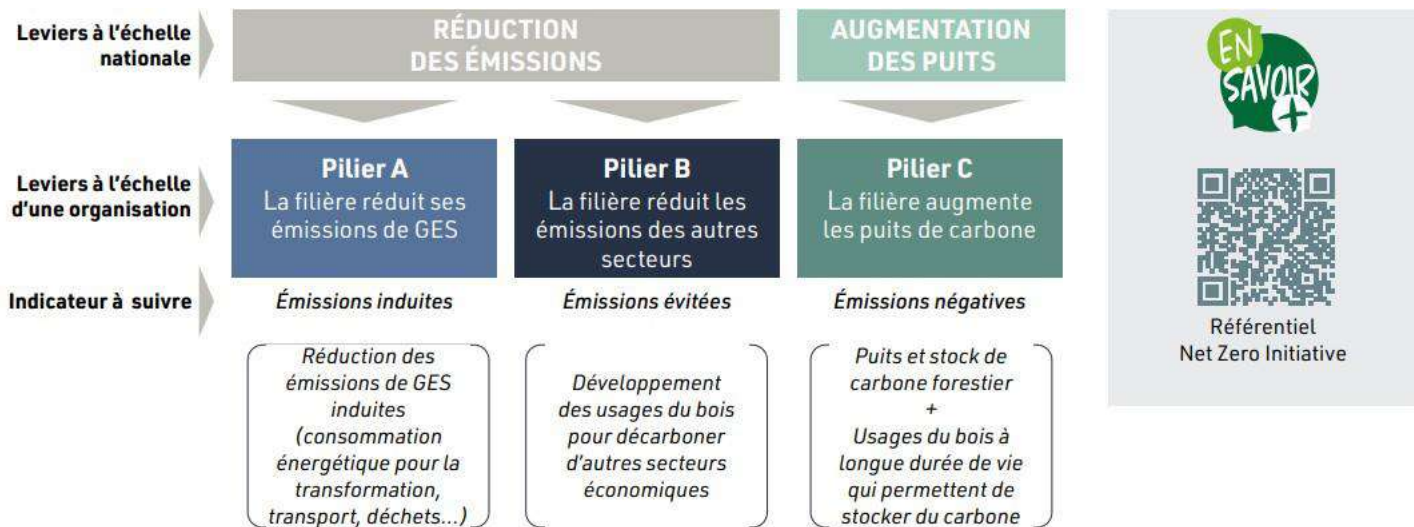 Leviers à l'échelle
nationale
RÉDUCTION
DES ÉMISSIONS
AUGMENTATION
DES PUITS
Leviers à l'échelle
d'une organisation
Pilier A
La filière réduit ses
émissions de GES
Pilier B
La filière réduit les
émissions des autres
secteurs
Pilier C
La filière augmente
les puits de carbone
Indicateur à suivre
Émissions induites
Émissions évitées
Émissions négatives
Réduction des
émissions de GES
induites
(consommation
énergétique pour la
transformation,
transport, déchets...)
Développement
des usages du bois
pour décarboner
d'autres secteurs
économiques
Puits et stock de
carbone forestier
+
Usages du bois à
longue durée de vie
qui permettent de
stocker du carbone
EN
SAVOIR
+
Référentiel
Net Zero Initiative